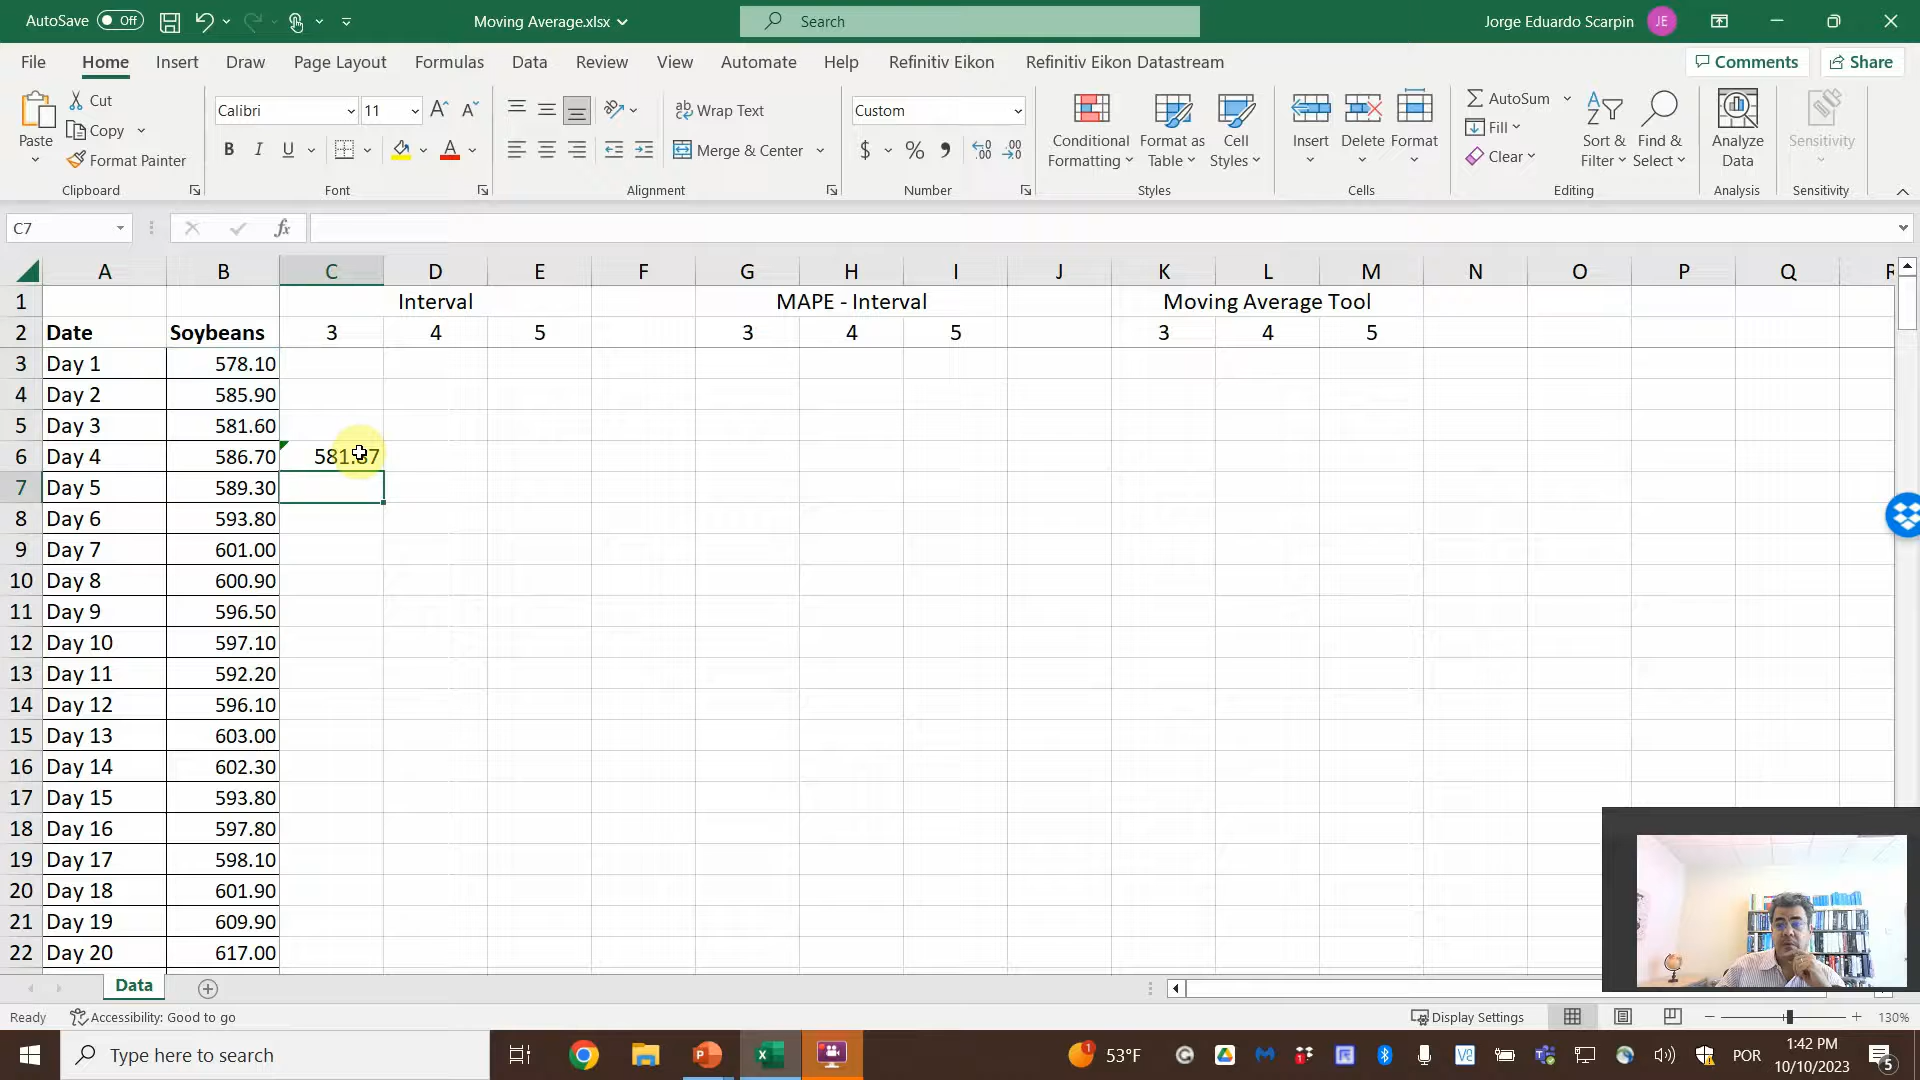 AutoSave Off
Moving Average.xlsx
Search
Jorge Eduardo Scarpin
JE
File Home Insert Draw Page Layout Formulas Data Review View Automate Help Refinitiv Eikon Refinitiv Eikon Datastream
Comments Share
Paste Cut Copy Format Painter Clipboard
Calibri 11 B I U Font
Wrap Text Merge & Center Alignment
Custom $ % Number
Conditional Formatting Format as Table Cell Styles Styles
Insert Delete Format Cells
AutoSum Fill Clear Sort & Filter Find & Select Editing
Analyze Data Analysis
Sensitivity Sensitivity
C7 fx
A B C D E F G H I J K L M N O P Q R
1 Interval MAPE - Interval Moving Average Tool
2 Date Soybeans 3 4 5 3 4 5 3 4 5
3 Day 1 578.10
4 Day 2 585.90
5 Day 3 581.60
6 Day 4 586.70 581.87
7 Day 5 589.30
8 Day 6 593.80
9 Day 7 601.00
10 Day 8 600.90
11 Day 9 596.50
12 Day 10 597.10
13 Day 11 592.20
14 Day 12 596.10
15 Day 13 603.00
16 Day 14 602.30
17 Day 15 593.80
18 Day 16 597.80
19 Day 17 598.10
20 Day 18 601.90
21 Day 19 609.90
22 Day 20 617.00
Data
Ready Accessibility: Good to go Display Settings 130%
Type here to search
53°F
POR
1:42 PM
10/10/2023
5